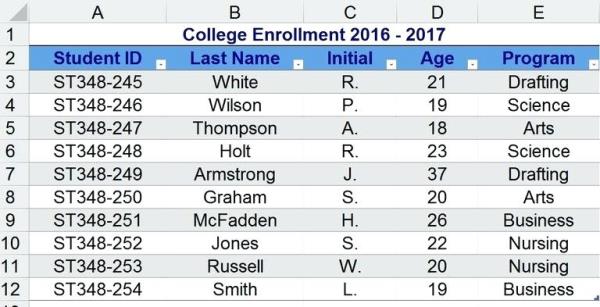 A B C D E
1 College Enrollment 2016 - 2017
2 Student ID Last Name Initial Age Program
3 ST348-245 White R. 21 Drafting
4 ST348-246 Wilson P. 19 Science
5 ST348-247 Thompson A. 18 Arts
6 ST348-248 Holt R. 23 Science
7 ST348-249 Armstrong J. 37 Drafting
8 ST348-250 Graham S. 20 Arts
9 ST348-251 McFadden H. 26 Business
10 ST348-252 Jones S. 22 Nursing
11 ST348-253 Russell W. 20 Nursing
12 ST348-254 Smith L. 19 Business